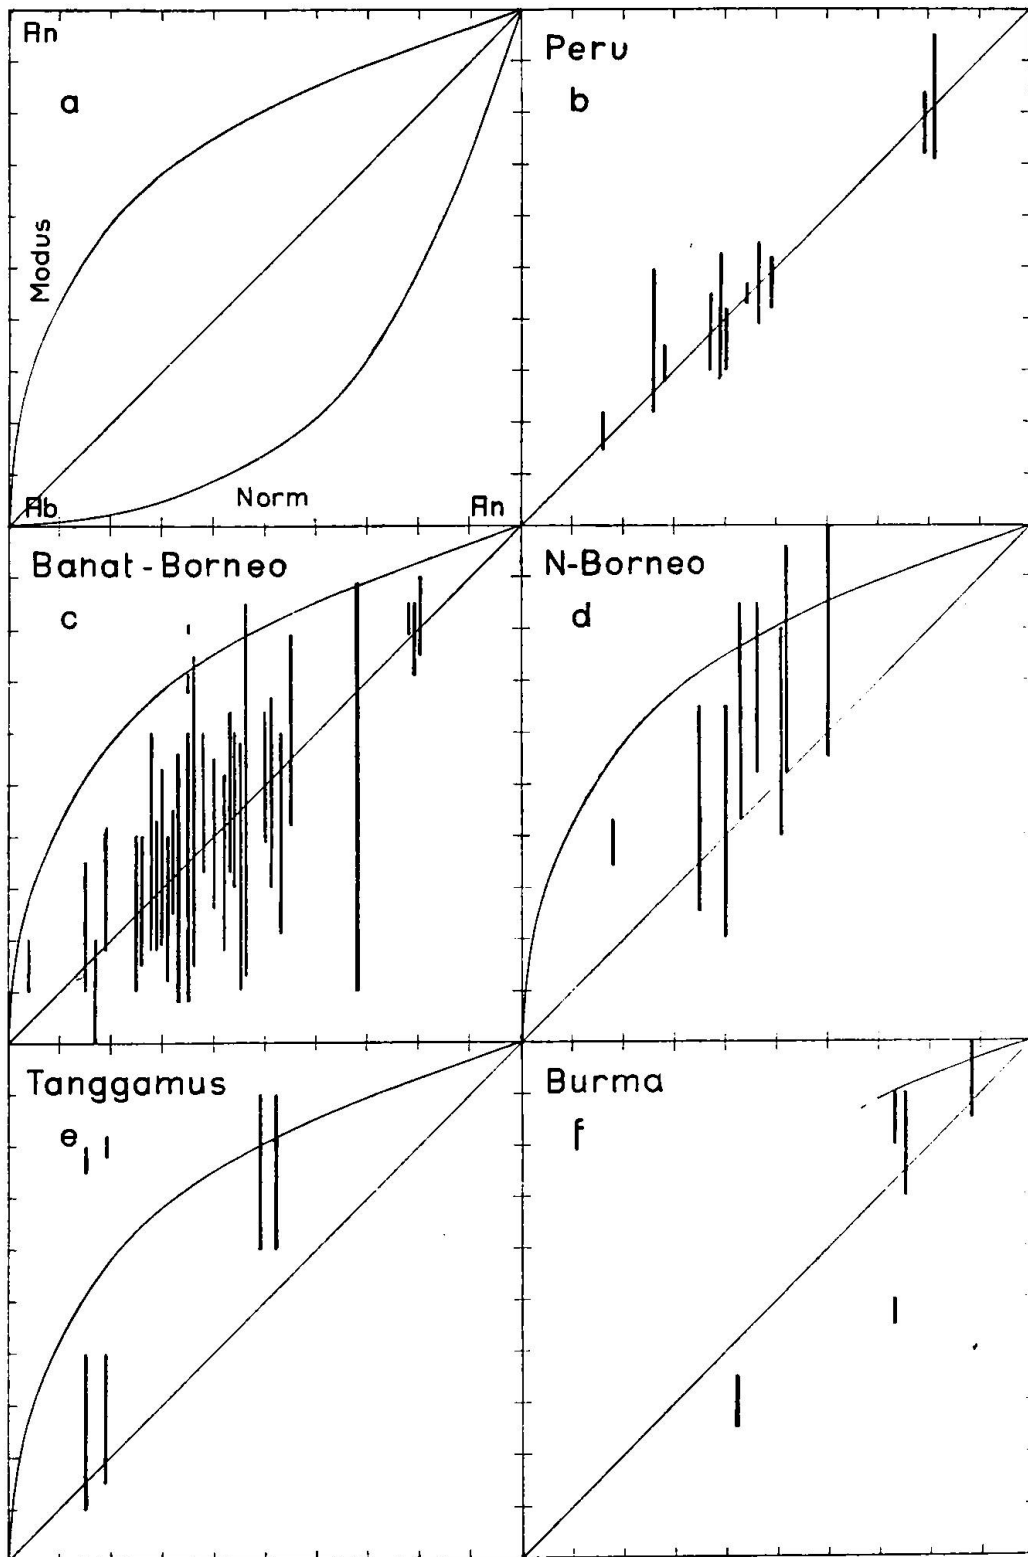 An
a
Modus
Ab
Norm
An
Peru
b
Banat-Borneo
c
N-Borneo
d
Tanggamus
e
Burma
f